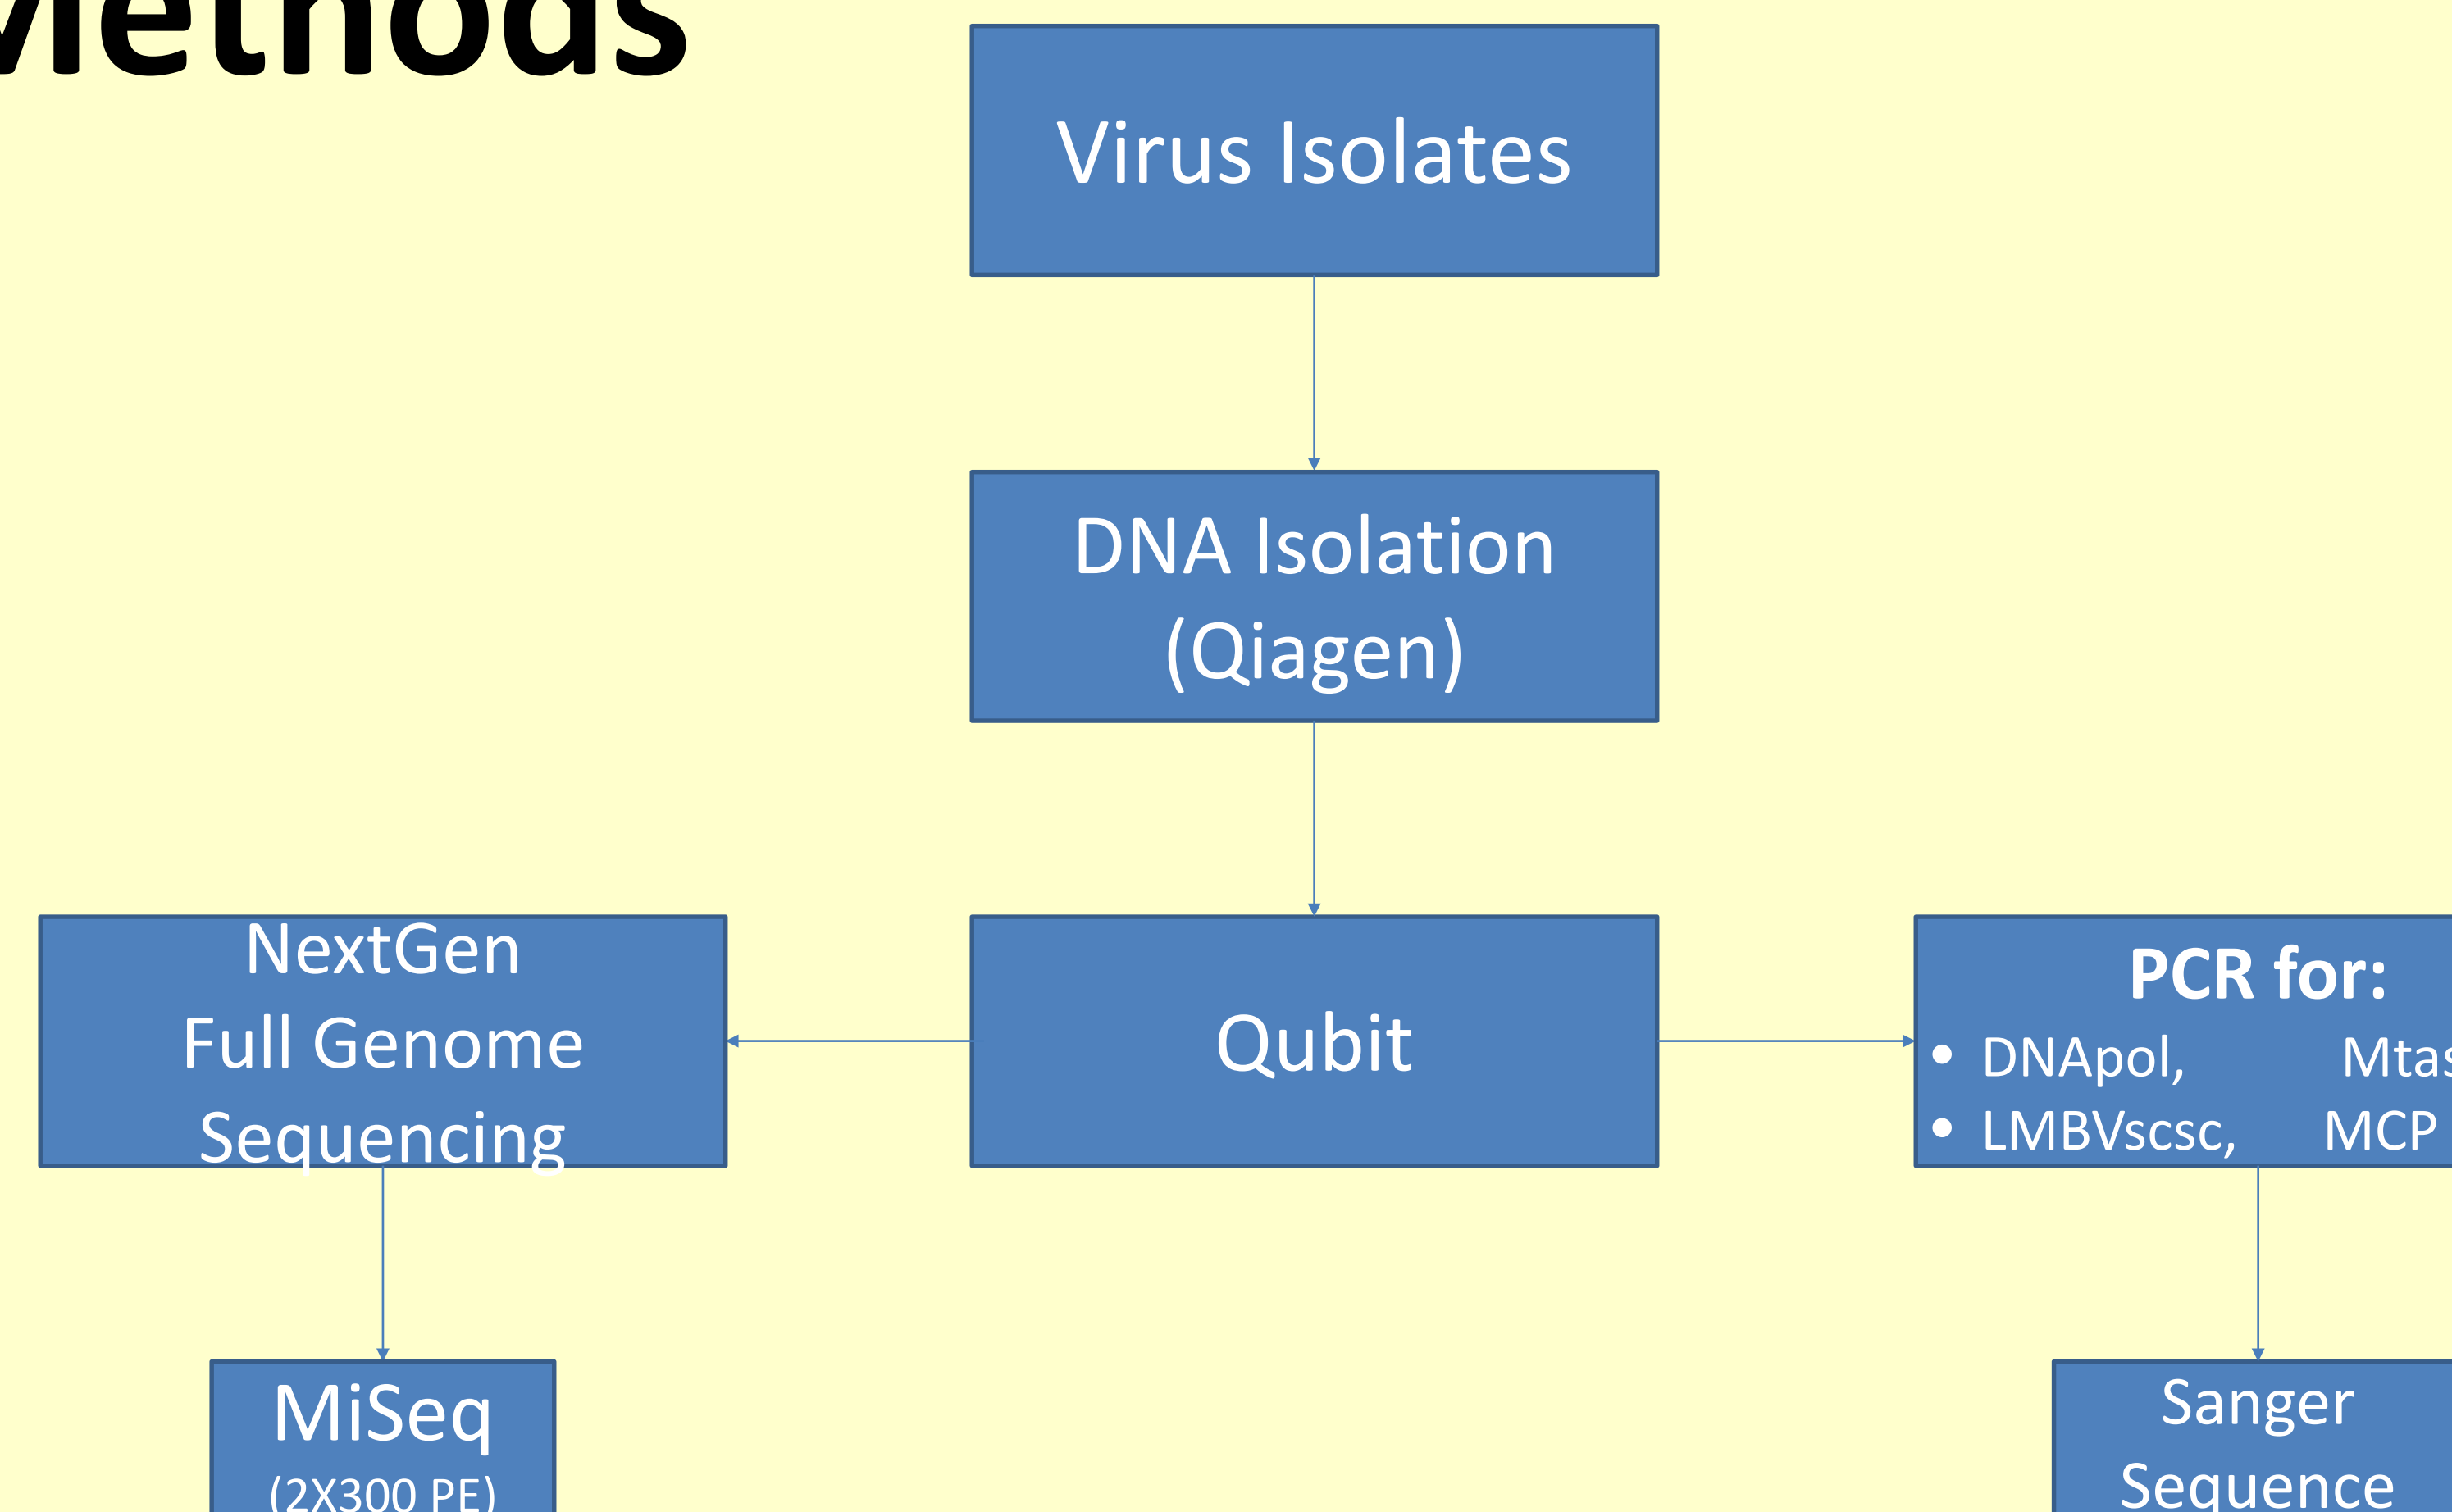 Methods
Virus Isolates
DNA Isolation
(Qiagen)
NextGen
Full Genome
Sequencing
Qubit
PCR for:
• DNApol,
• LMBVscsc, MCP
MiSeq
(2X300 PE)
Sanger
Sequence